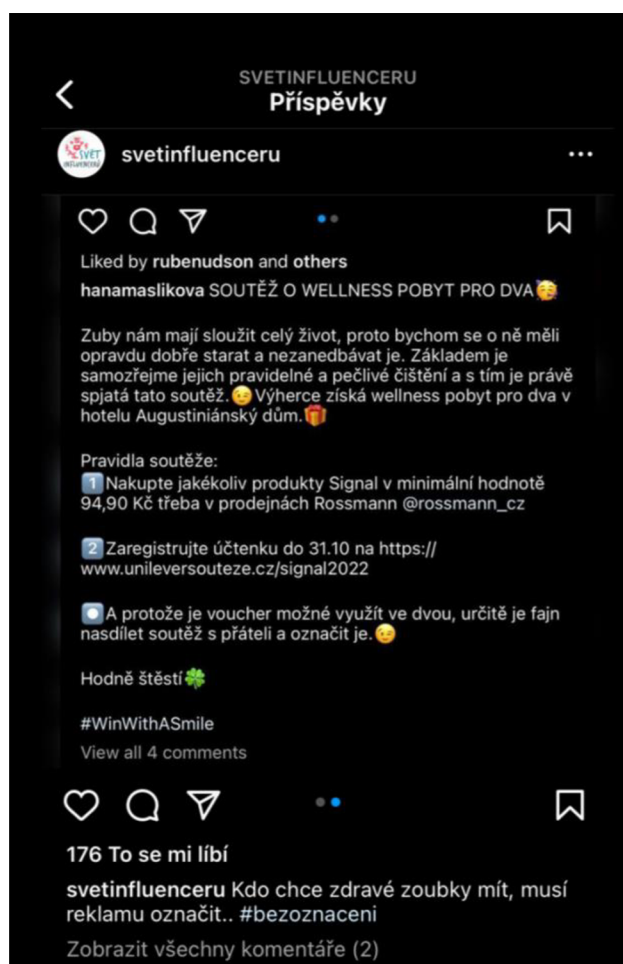 SVETINFLUENCERU
Příspěvky
SVĚT
INFLUENCERŮ
svetinfluenceru
Liked by rubenudson and others
hanamaslikova SOUTĚŽ O WELLNESS POBYT PRO DVA🥳
Zuby nám mají sloužit celý život, proto bychom se o ně měli
opravdu dobře starat a nezanedbávat je. Základem je
samozřejme jejich pravidelné a pečlivé čištění a s tím je právě
spjatá tato soutěž.😉Výherce získá wellness pobyt pro dva v
hotelu Augustiniánský dům.🎁
Pravidla soutěže:
1️⃣Nakupte jakékoliv produkty Signal v minimální hodnotě
94,90 Kč třeba v prodejnách Rossmann @rossmann_cz
2️⃣Zaregistrujte účtenku do 31.10 na https://
www.unileversouteze.cz/signal2022
⏺️A protože je voucher možné využít ve dvou, určitě je fajn
nasdílet soutěž s přáteli a označit je.😉
Hodně štěstí🍀
#WinWithASmile
View all 4 comments
176 To se mi líbí
svetinfluenceru Kdo chce zdravé zoubky mít, musí
reklamu označit.. #bezoznaceni
Zobrazit všechny komentáře (2)